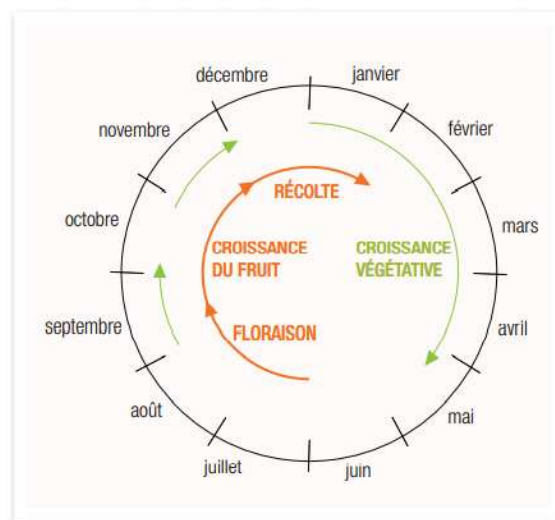 décembre
janvier
novembre
février
RÉCOLTE
octobre
mars
CROISSANCE
DU FRUIT
CROISSANCE
VÉGÉTATIVE
septembre
FLORAISON
avril
août
mai
juillet
juin